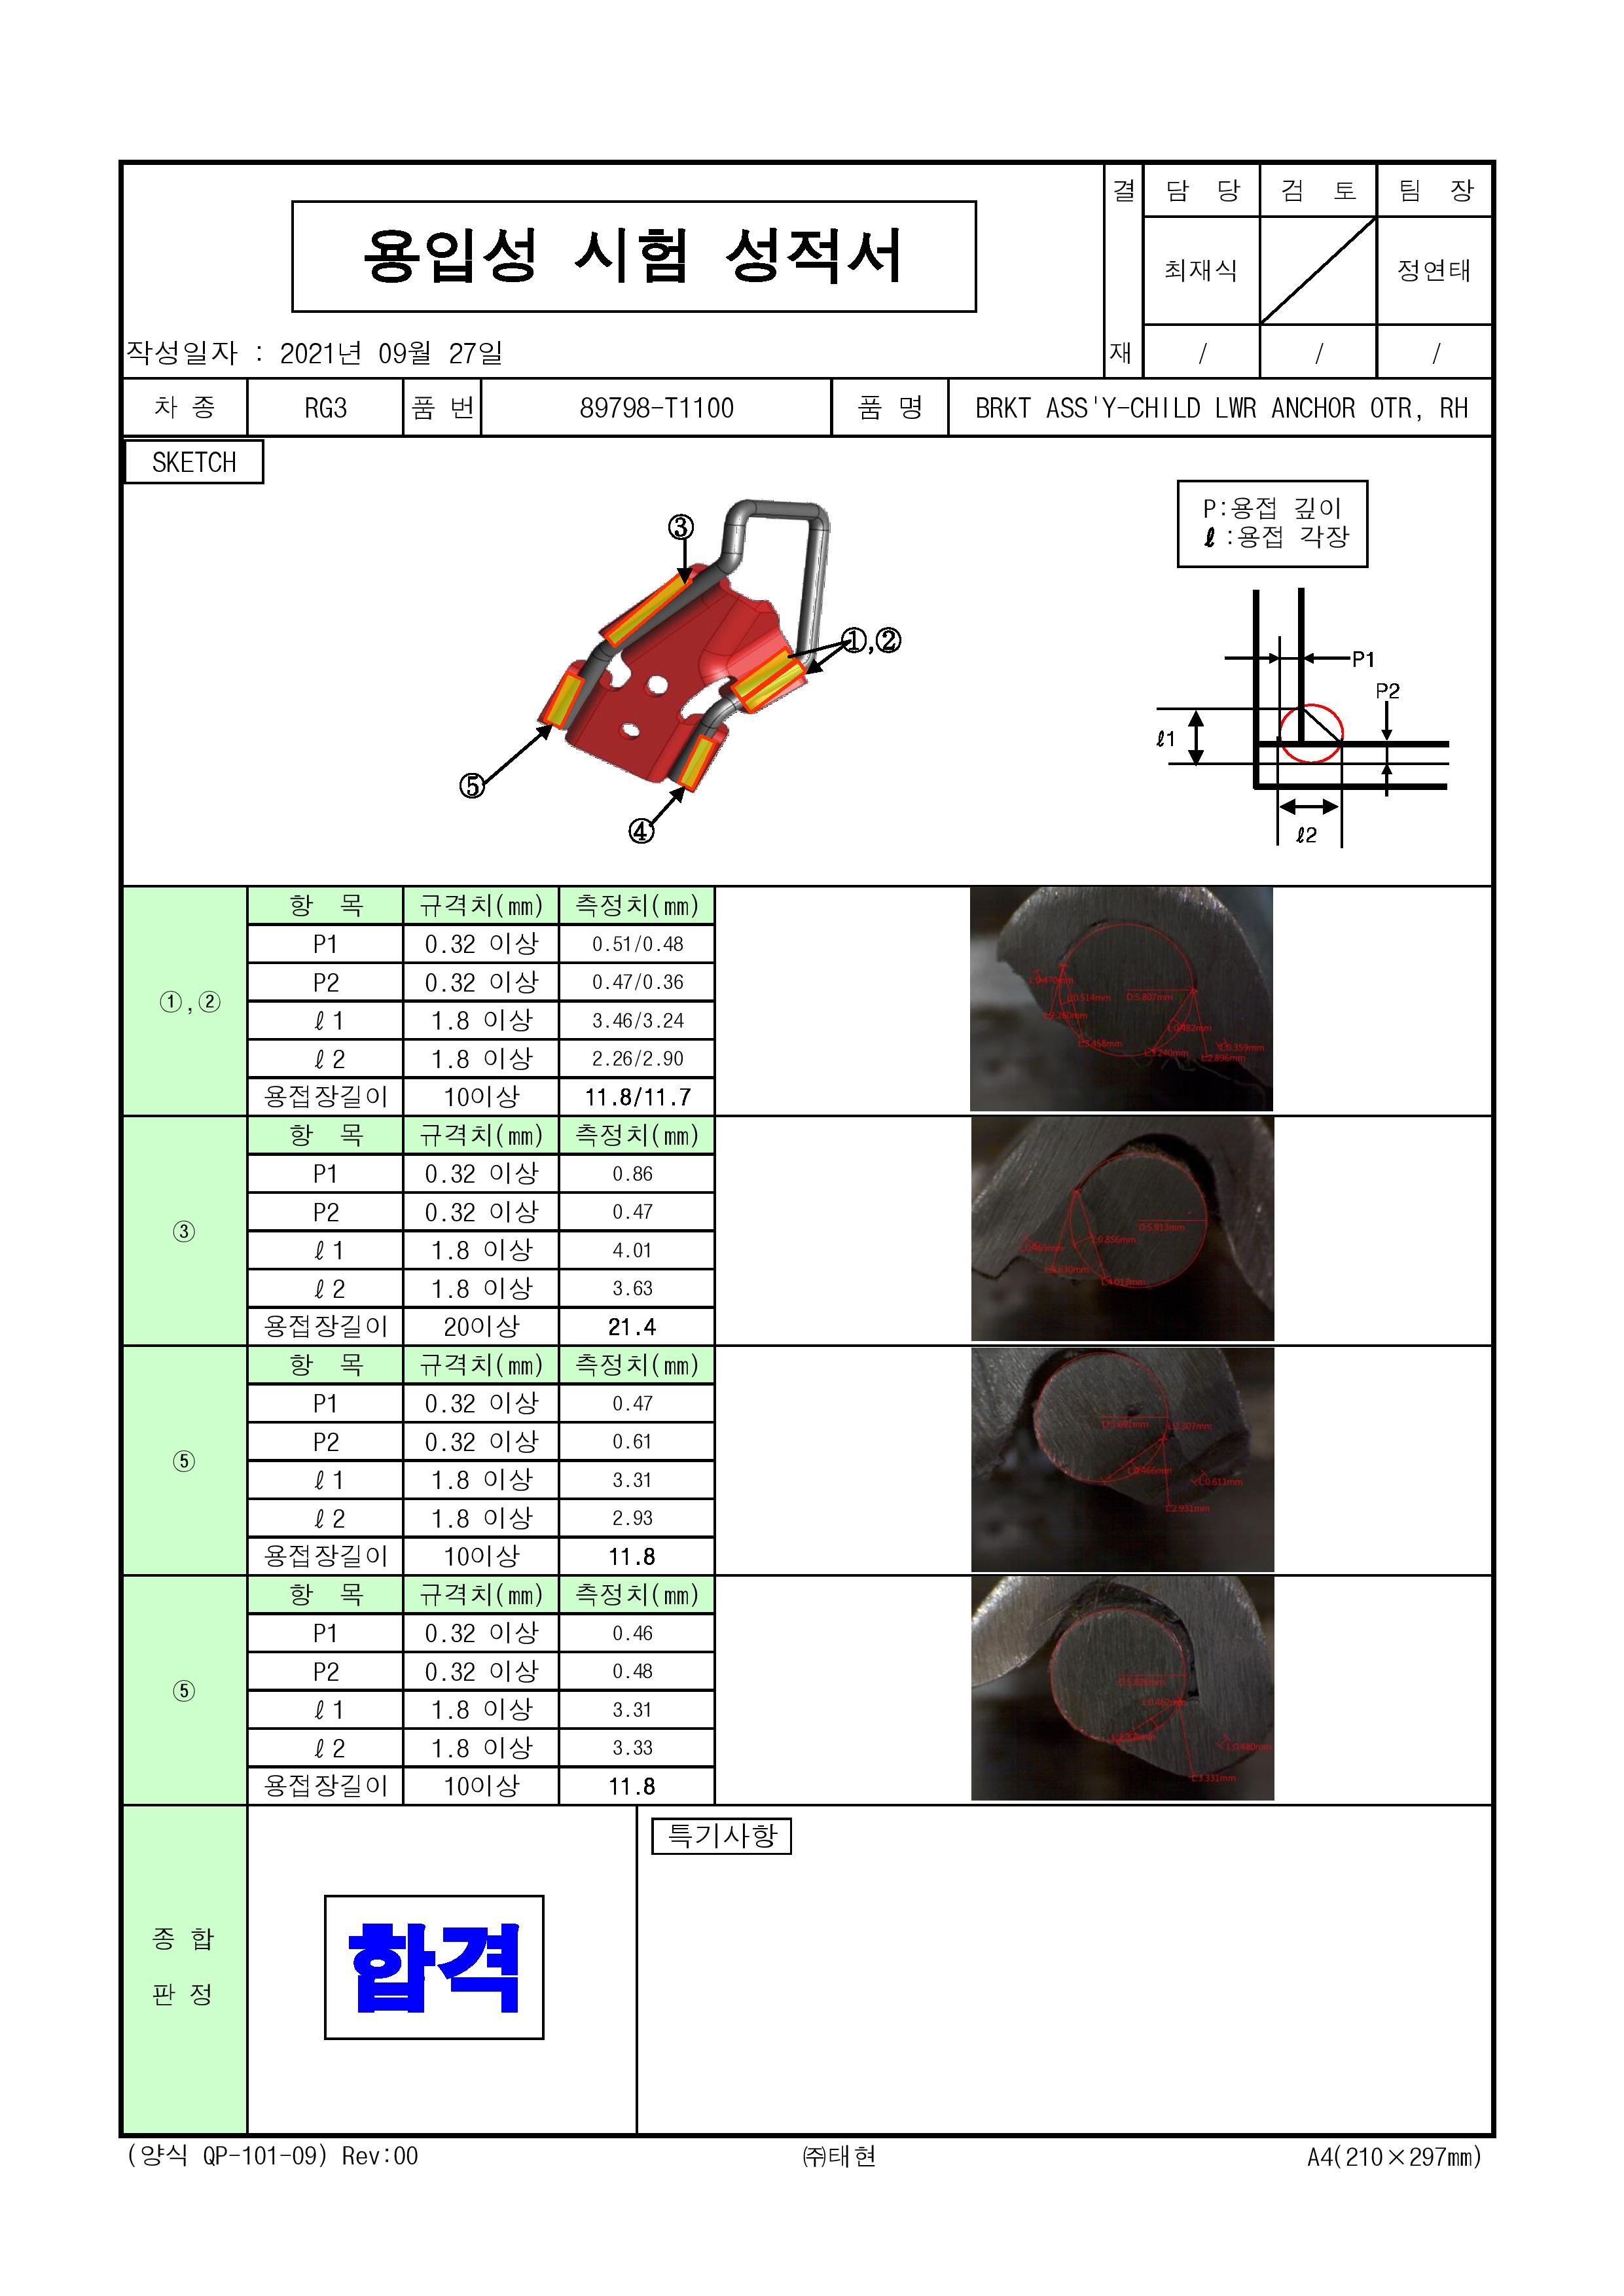 용입성 시험 성적서
결 재
담 당 검 토 팀 장
최재식 정연태
/ / /
작성일자 : 2021년 09월 27일
차 종 RG3 품 번 89798-T1100 품 명 BRKT ASS'Y-CHILD LWR ANCHOR OTR, RH
SKETCH
P:용접 깊이
ℓ :용접 각장
③
①,②
⑤
④
P1
P2
ℓ1
ℓ2
①,②
항 목 규격치(㎜) 측정치(㎜)
P1 0.32 이상 0.51/0.48
P2 0.32 이상 0.47/0.36
ℓ1 1.8 이상 3.46/3.24
ℓ2 1.8 이상 2.26/2.90
용접장길이 10이상 11.8/11.7
D:5.807mm
③
항 목 규격치(㎜) 측정치(㎜)
P1 0.32 이상 0.86
P2 0.32 이상 0.47
ℓ1 1.8 이상 4.01
ℓ2 1.8 이상 3.63
용접장길이 20이상 21.4
D:5.813mm
L:0.856mm
⑤
항 목 규격치(㎜) 측정치(㎜)
P1 0.32 이상 0.47
P2 0.32 이상 0.61
ℓ1 1.8 이상 3.31
ℓ2 1.8 이상 2.93
용접장길이 10이상 11.8
L:0.611mm
L:2.931mm
⑤
항 목 규격치(㎜) 측정치(㎜)
P1 0.32 이상 0.46
P2 0.32 이상 0.48
ℓ1 1.8 이상 3.31
ℓ2 1.8 이상 3.33
용접장길이 10이상 11.8
L:0.480mm
L:3.331mm
종 합
판 정
합격
특기사항
(양식 QP-101-09) Rev:00 ㈜태현 A4(210×297㎜)